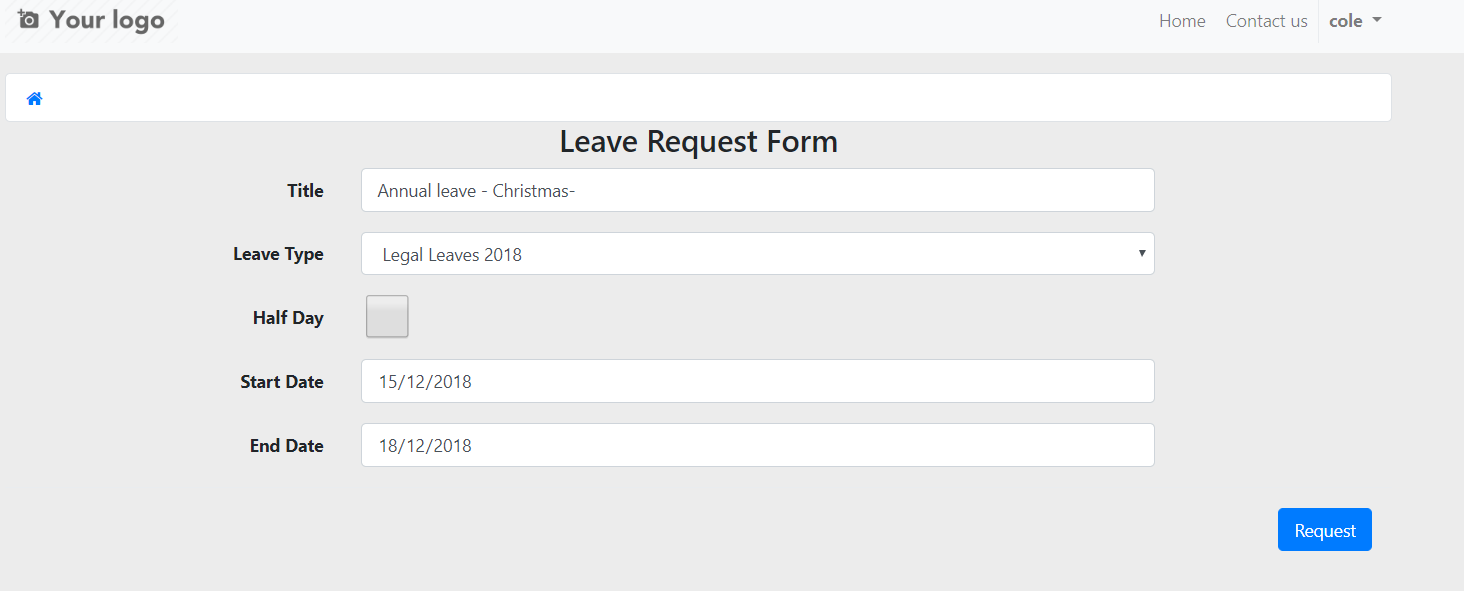 Your logo
Home Contact us cole
Leave Request Form
Title Annual leave - Christmas-
Leave Type Legal Leaves 2018
Half Day
Start Date 15/12/2018
End Date 18/12/2018
Request